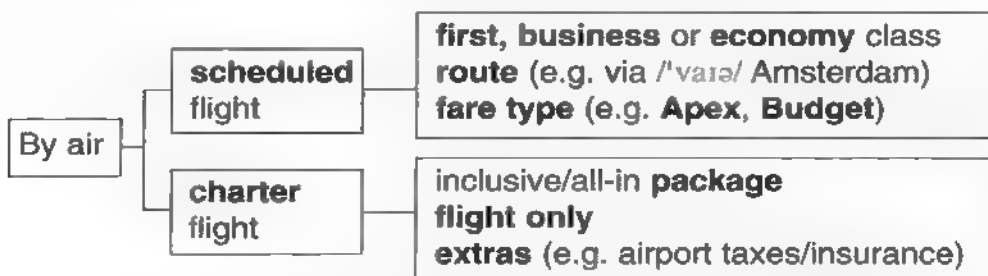 By air
scheduled
flight
first, business or economy class
route (e.g. via /'vaɪə/ Amsterdam)
fare type (e.g. Apex, Budget)
charter
flight
inclusive/all-in package
flight only
extras (e.g. airport taxes/insurance)